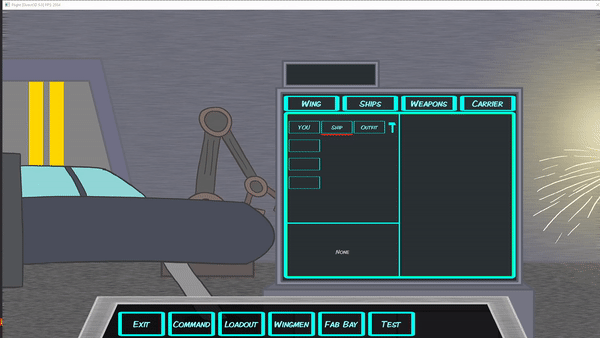 Wing Ships Weapons Carrier
You Ship Outfit
None
Exit Command Loadout Wingmen Fab Bay Test